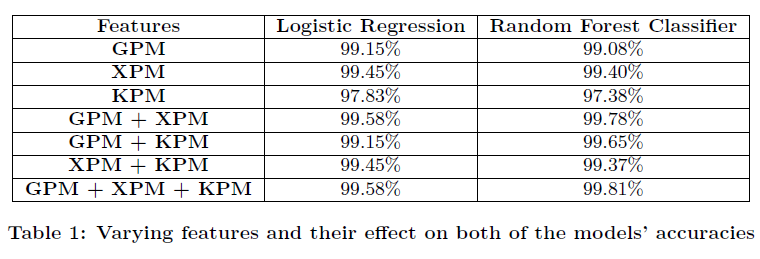 Features Logistic Regression Random Forest Classifier
GPM 99.15% 99.08%
XPM 99.45% 99.40%
KPM 97.83% 97.38%
GPM + XPM 99.58% 99.78%
GPM + KPM 99.15% 99.65%
XPM + KPM 99.45% 99.37%
GPM + XPM + KPM 99.58% 99.81%
Table 1: Varying features and their effect on both of the models' accuracies